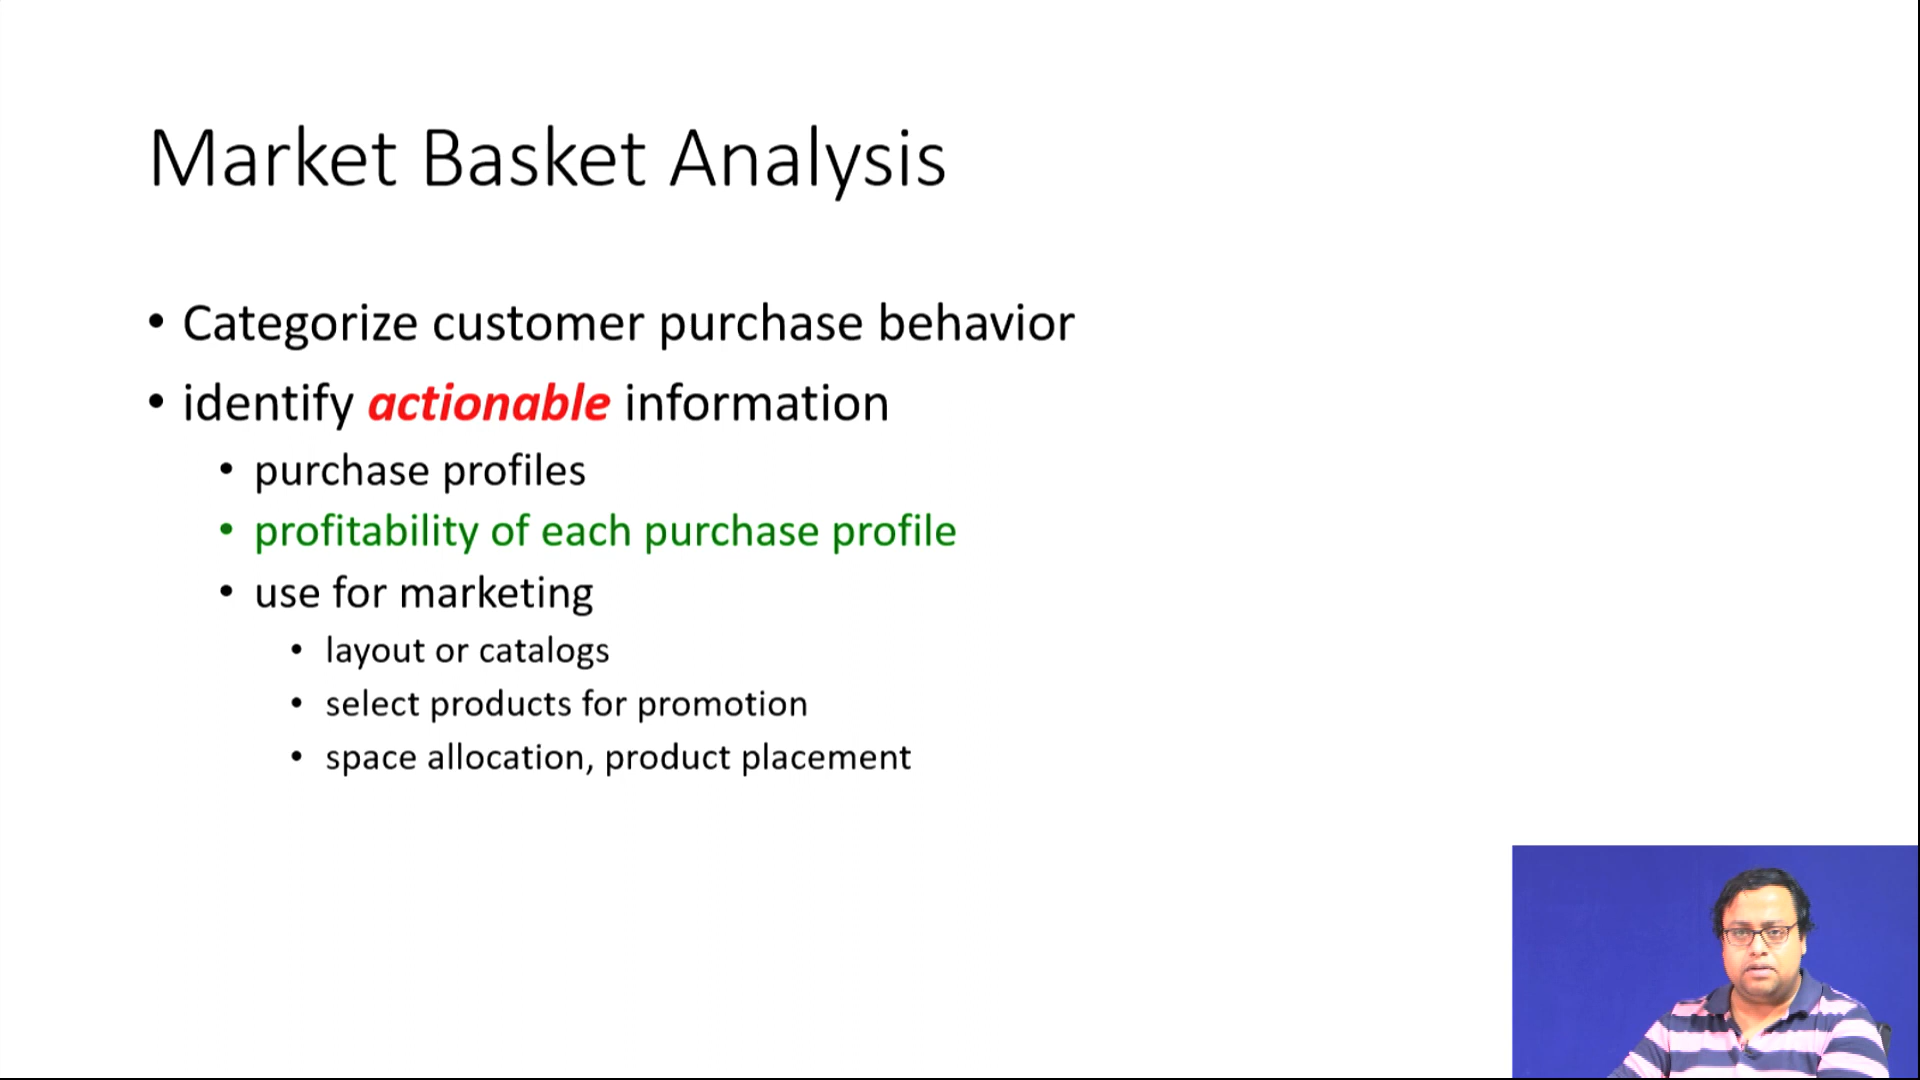 Market Basket Analysis
• Categorize customer purchase behavior
• identify actionable information
• purchase profiles
• profitability of each purchase profile
• use for marketing
• layout or catalogs
• select products for promotion
• space allocation, product placement